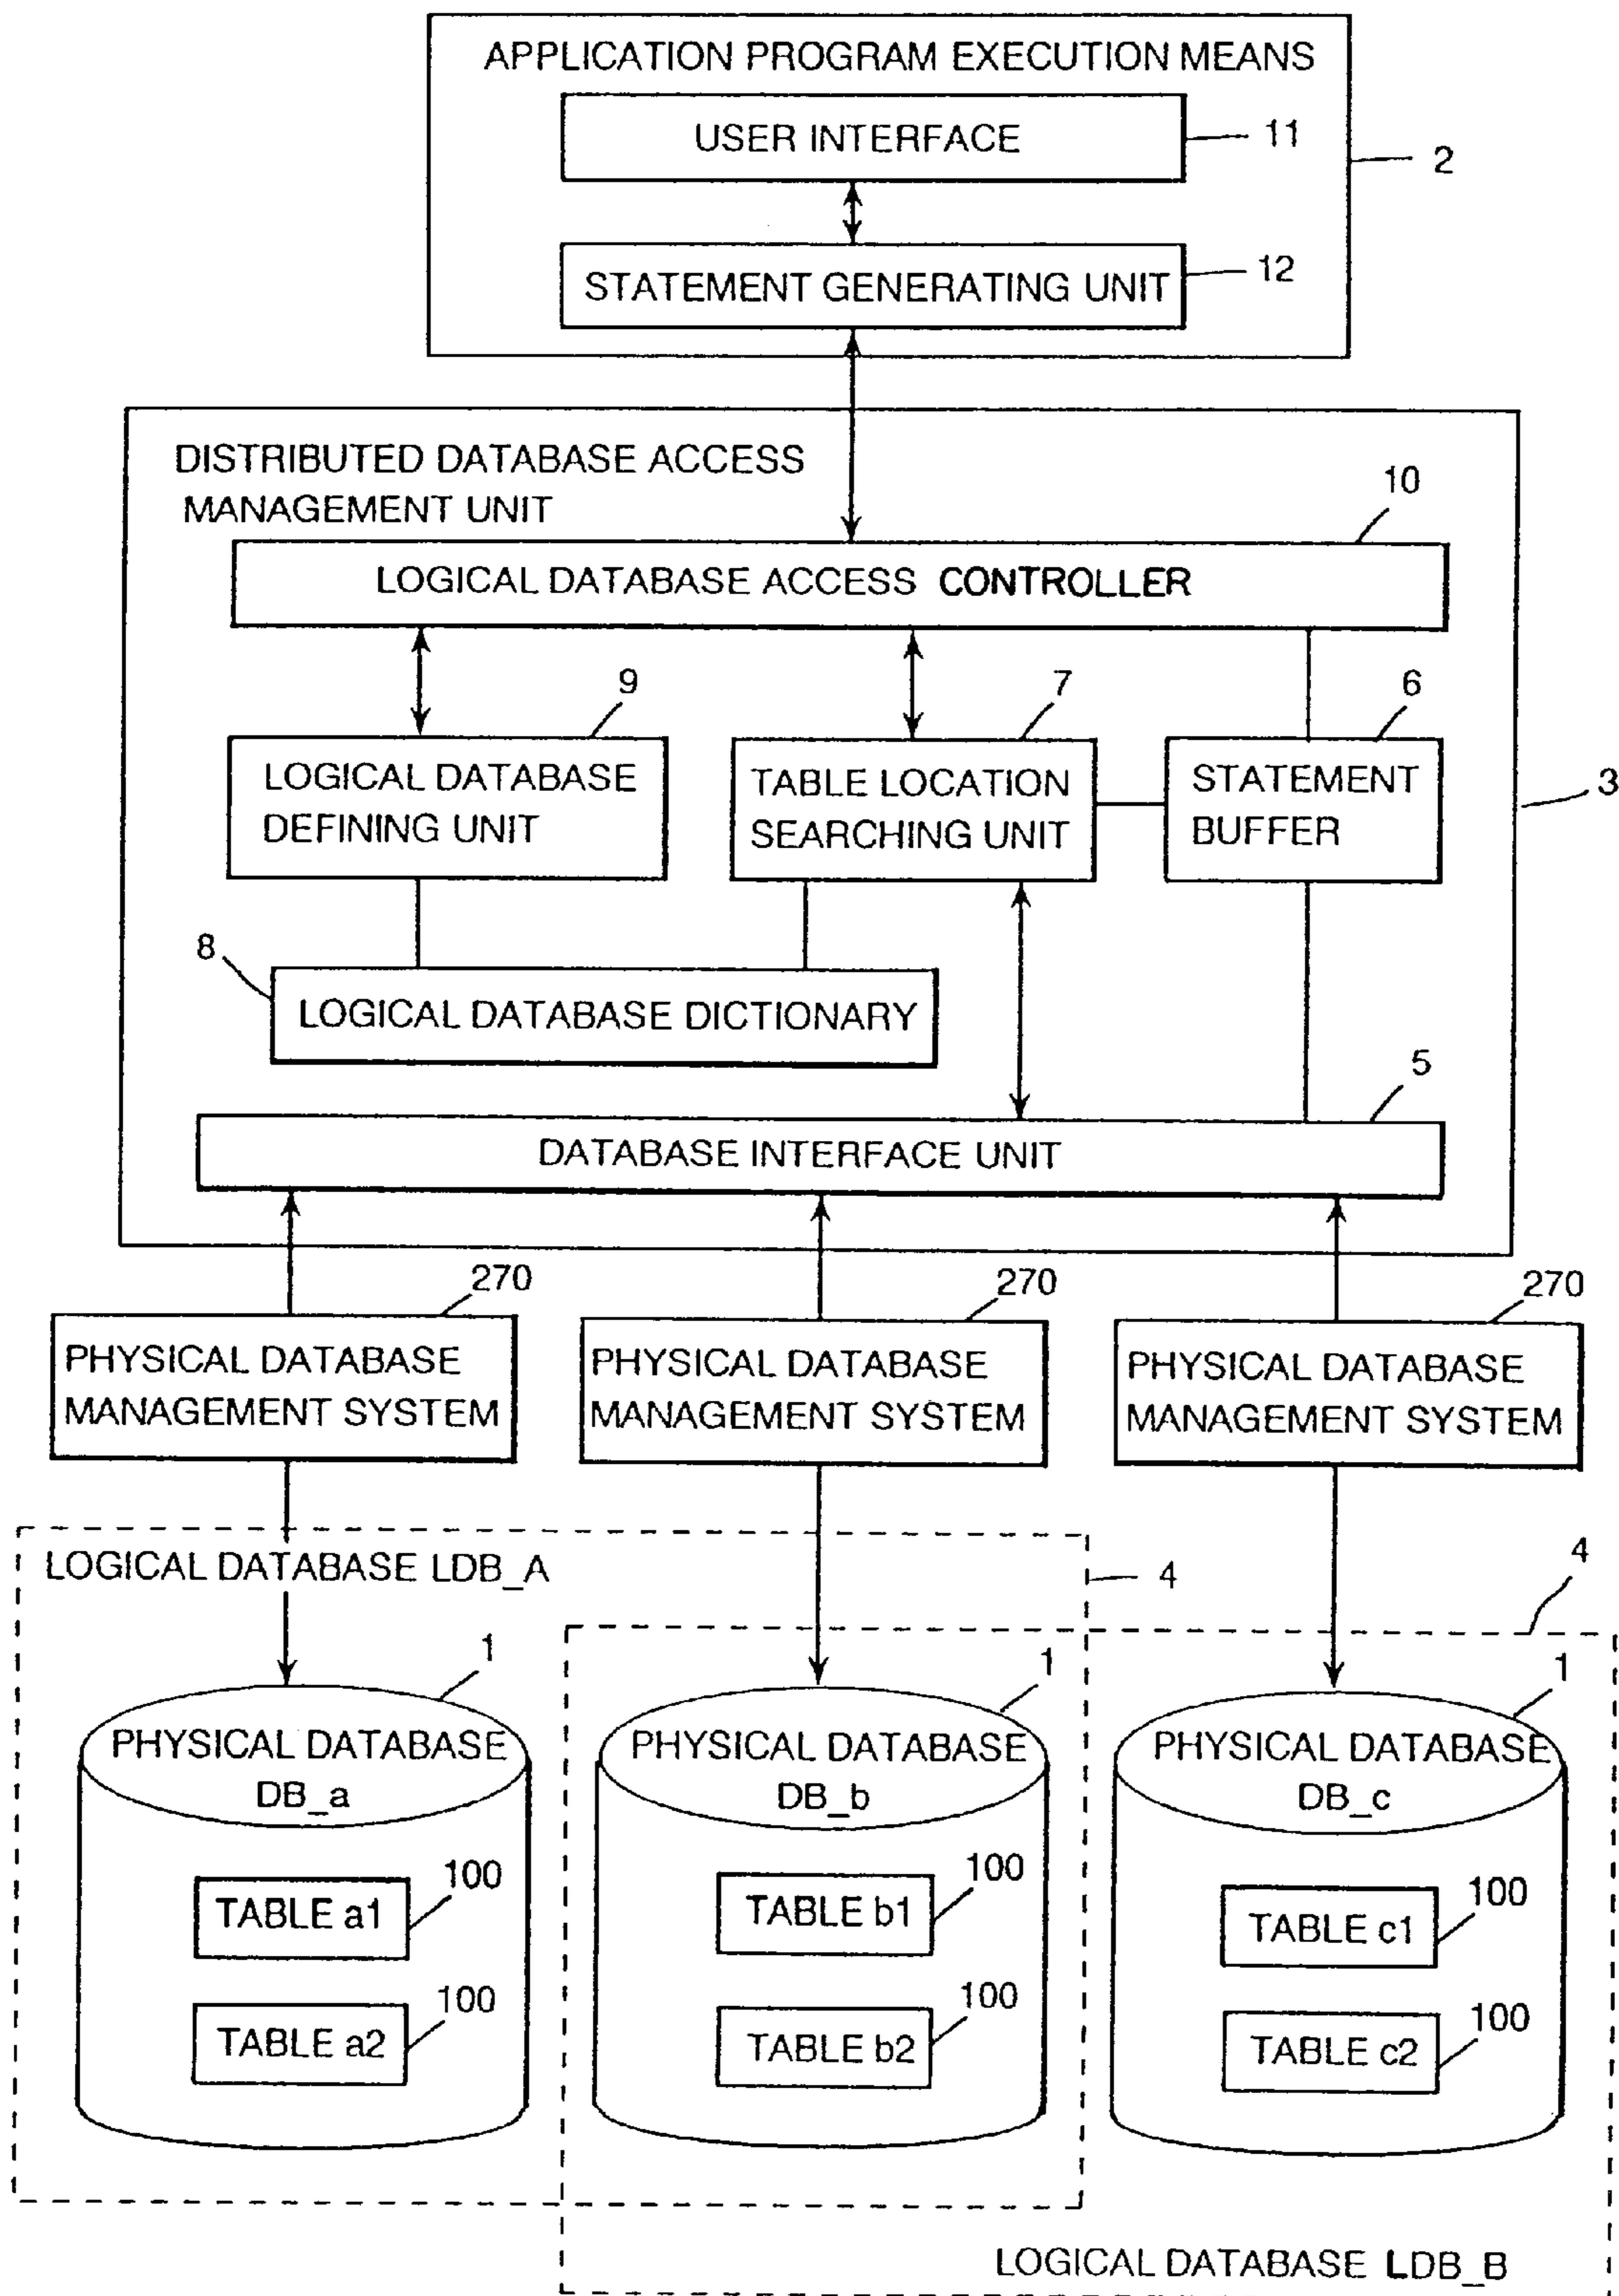 APPLICATION PROGRAM EXECUTION MEANS
USER INTERFACE
11
2
STATEMENT GENERATING UNIT
12
DISTRIBUTED DATABASE ACCESS
MANAGEMENT UNIT
10
LOGICAL DATABASE ACCESS CONTROLLER
9
7
6
LOGICAL DATABASE
DEFINING UNIT
TABLE LOCATION
SEARCHING UNIT
STATEMENT
BUFFER
3
8
LOGICAL DATABASE DICTIONARY
5
DATABASE INTERFACE UNIT
270
270
270
PHYSICAL DATABASE
MANAGEMENT SYSTEM
PHYSICAL DATABASE
MANAGEMENT SYSTEM
PHYSICAL DATABASE
MANAGEMENT SYSTEM
LOGICAL DATABASE LDB_A
4
4
1
1
1
PHYSICAL DATABASE
DB_a
PHYSICAL DATABASE
DB_b
PHYSICAL DATABASE
DB_c
TABLE a1
100
TABLE b1
100
TABLE c1
100
TABLE a2
100
TABLE b2
100
TABLE c2
100
LOGICAL DATABASE LDB_B